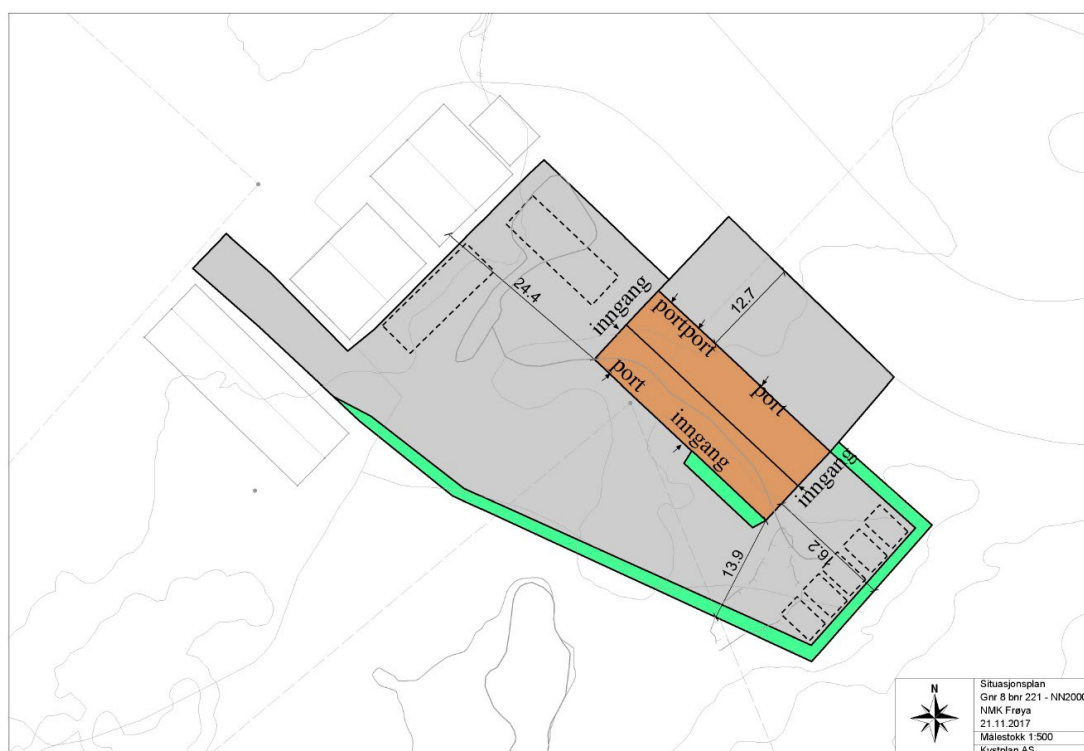 24.4
inngang
portport
12.7
port
port
inngang
inngang
16.2
13.9
N
Situasjonsplan
Gnr 8 bnr 221 - NN2000
NMK Frøya
21.11.2017
Målestokk 1:500
Kystplan AS